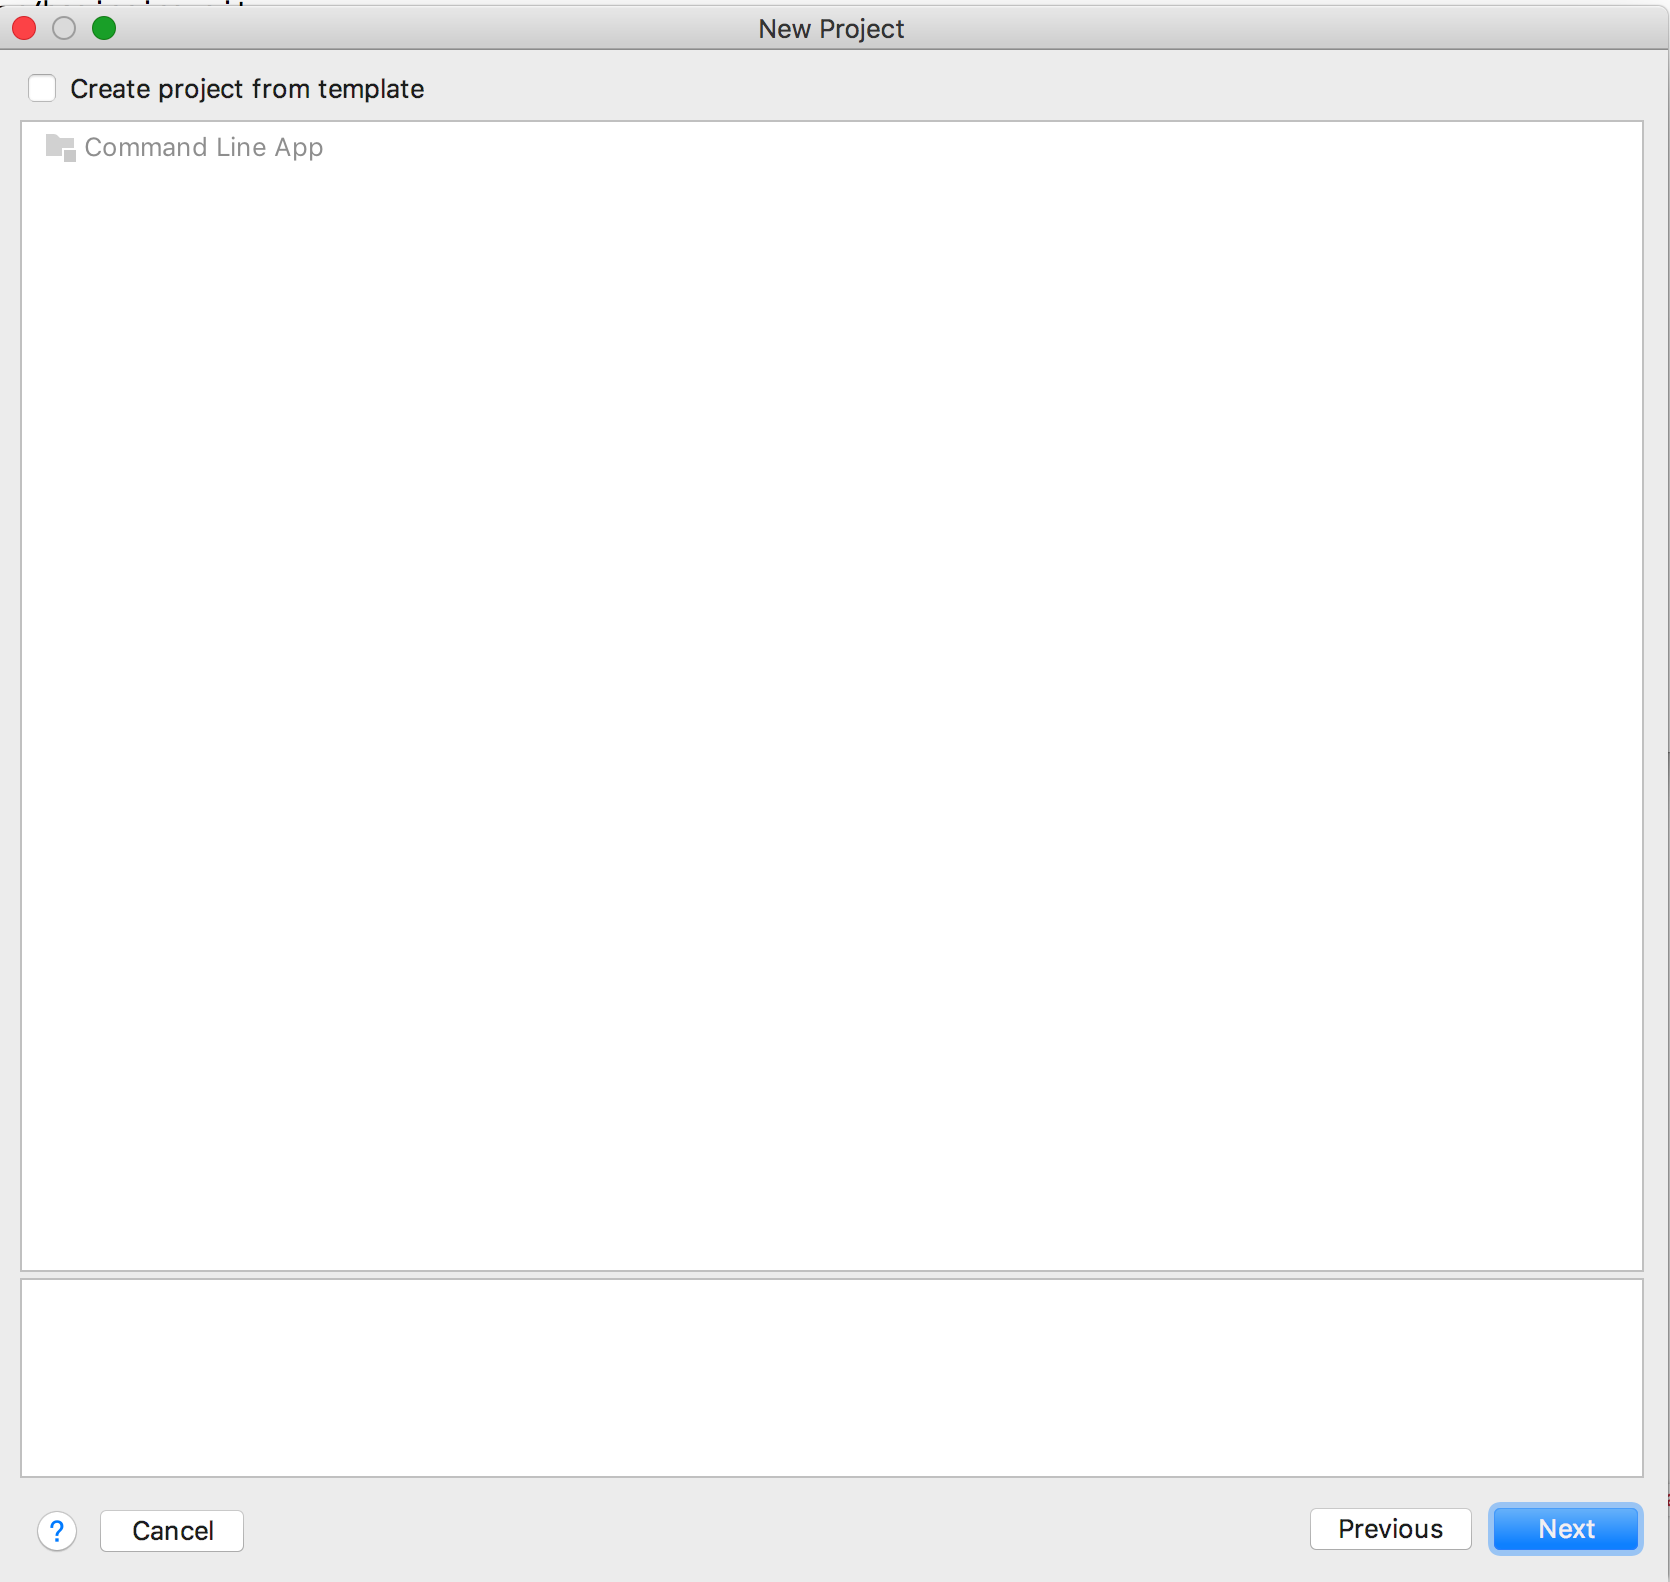 New Project
Create project from template
Command Line App
?
Cancel
Previous
Next